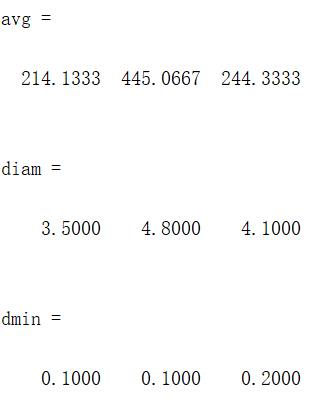 avg =
214.1333 445.0667 244.3333
diam =
3.5000 4.8000 4.1000
dmin =
0.1000 0.1000 0.2000